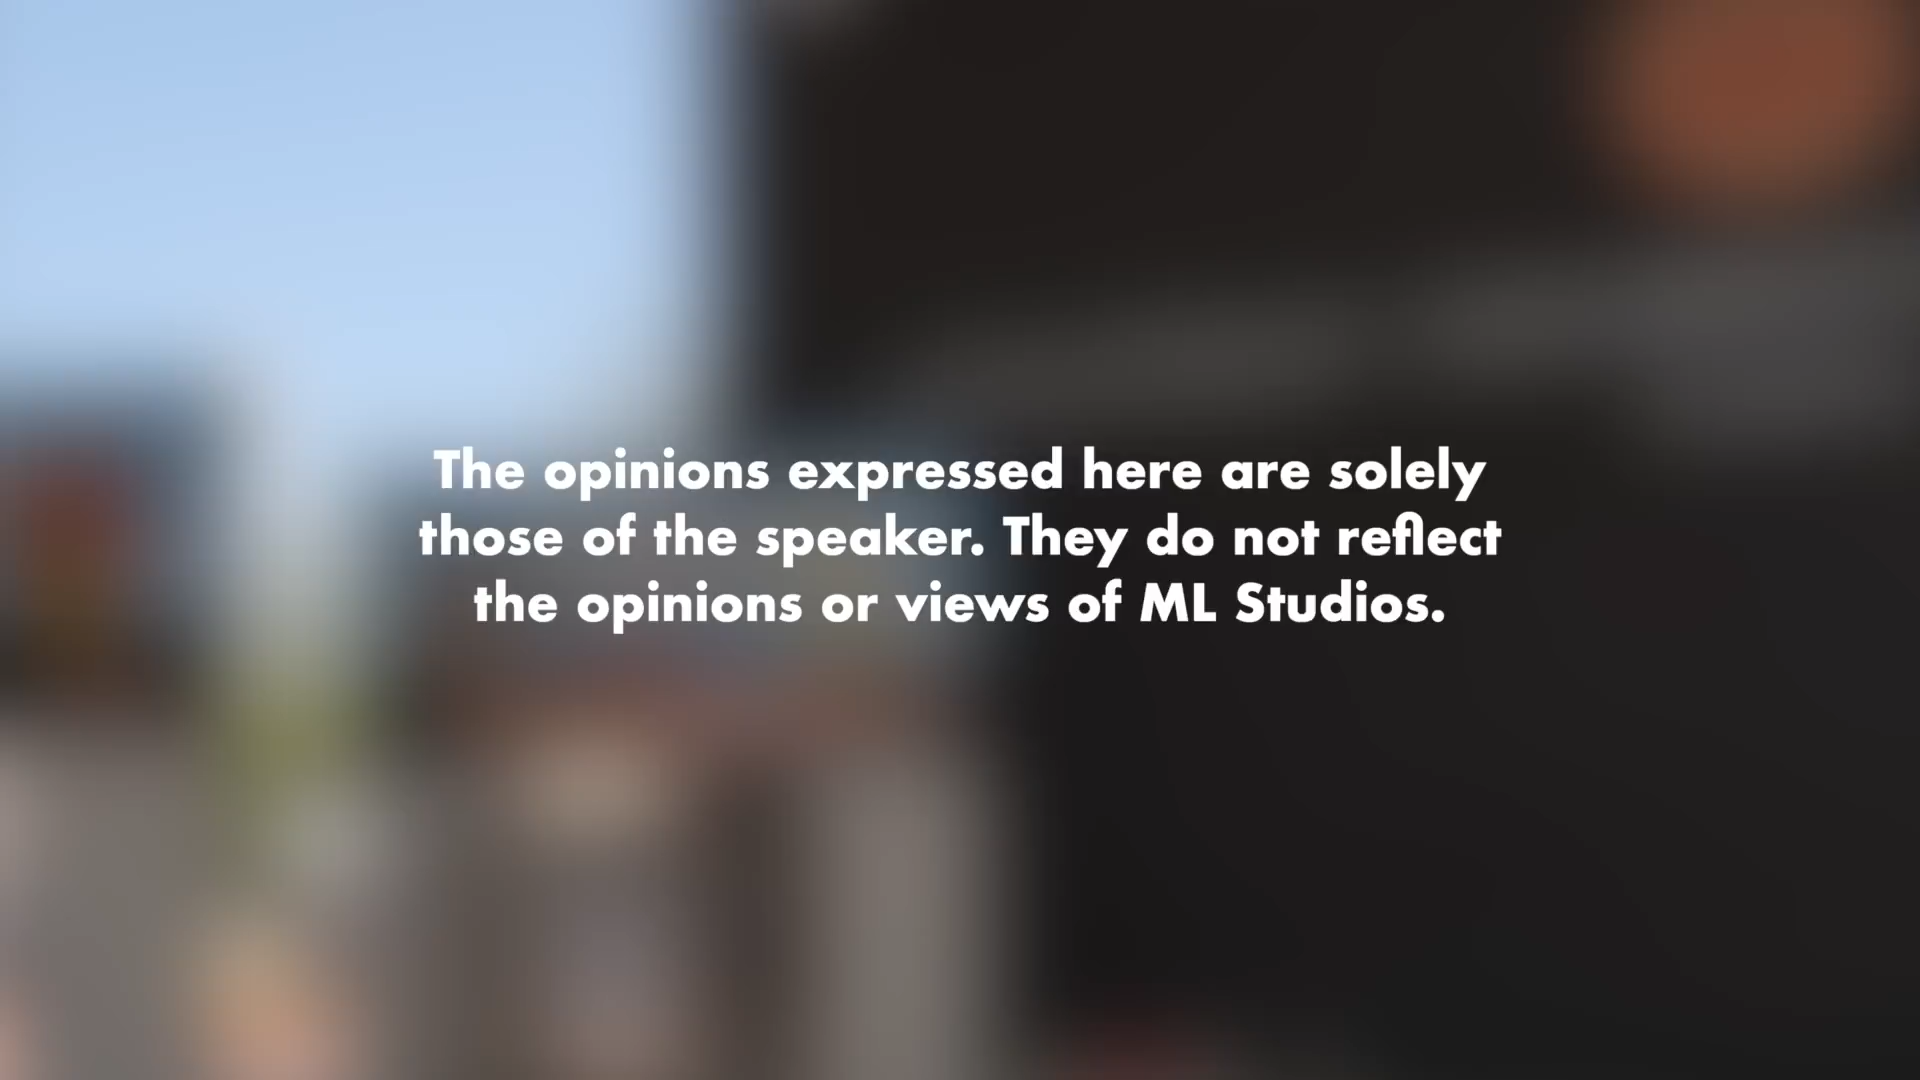 The opinions expressed here are solely
those of the speaker. They do not reflect
the opinions or views of ML Studios.